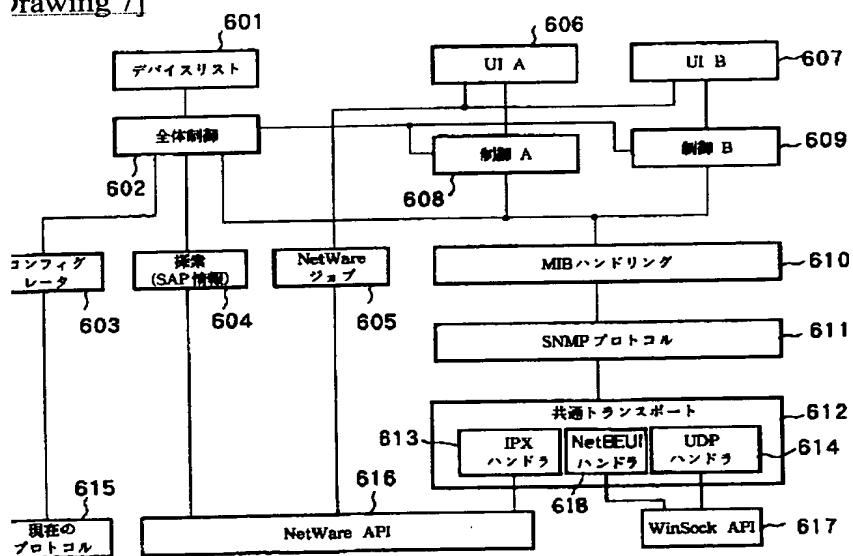 Drawing 7]
601
デバイスリスト
606
UI A
UI B
607
全体制御
602
制御 A
608
制御 B
609
コンフィグ
レータ
603
探索
(SAP 情報)
604
NetWare
ジョブ
605
MIBハンドリング
610
SNMPプロトコル
611
共通トランスポート
612
613
IPX
ハンドラ
NetBEUI
ハンドラ
618
UDP
ハンドラ
614
615
現在の
プロトコル
616
NetWare API
WinSock API
617